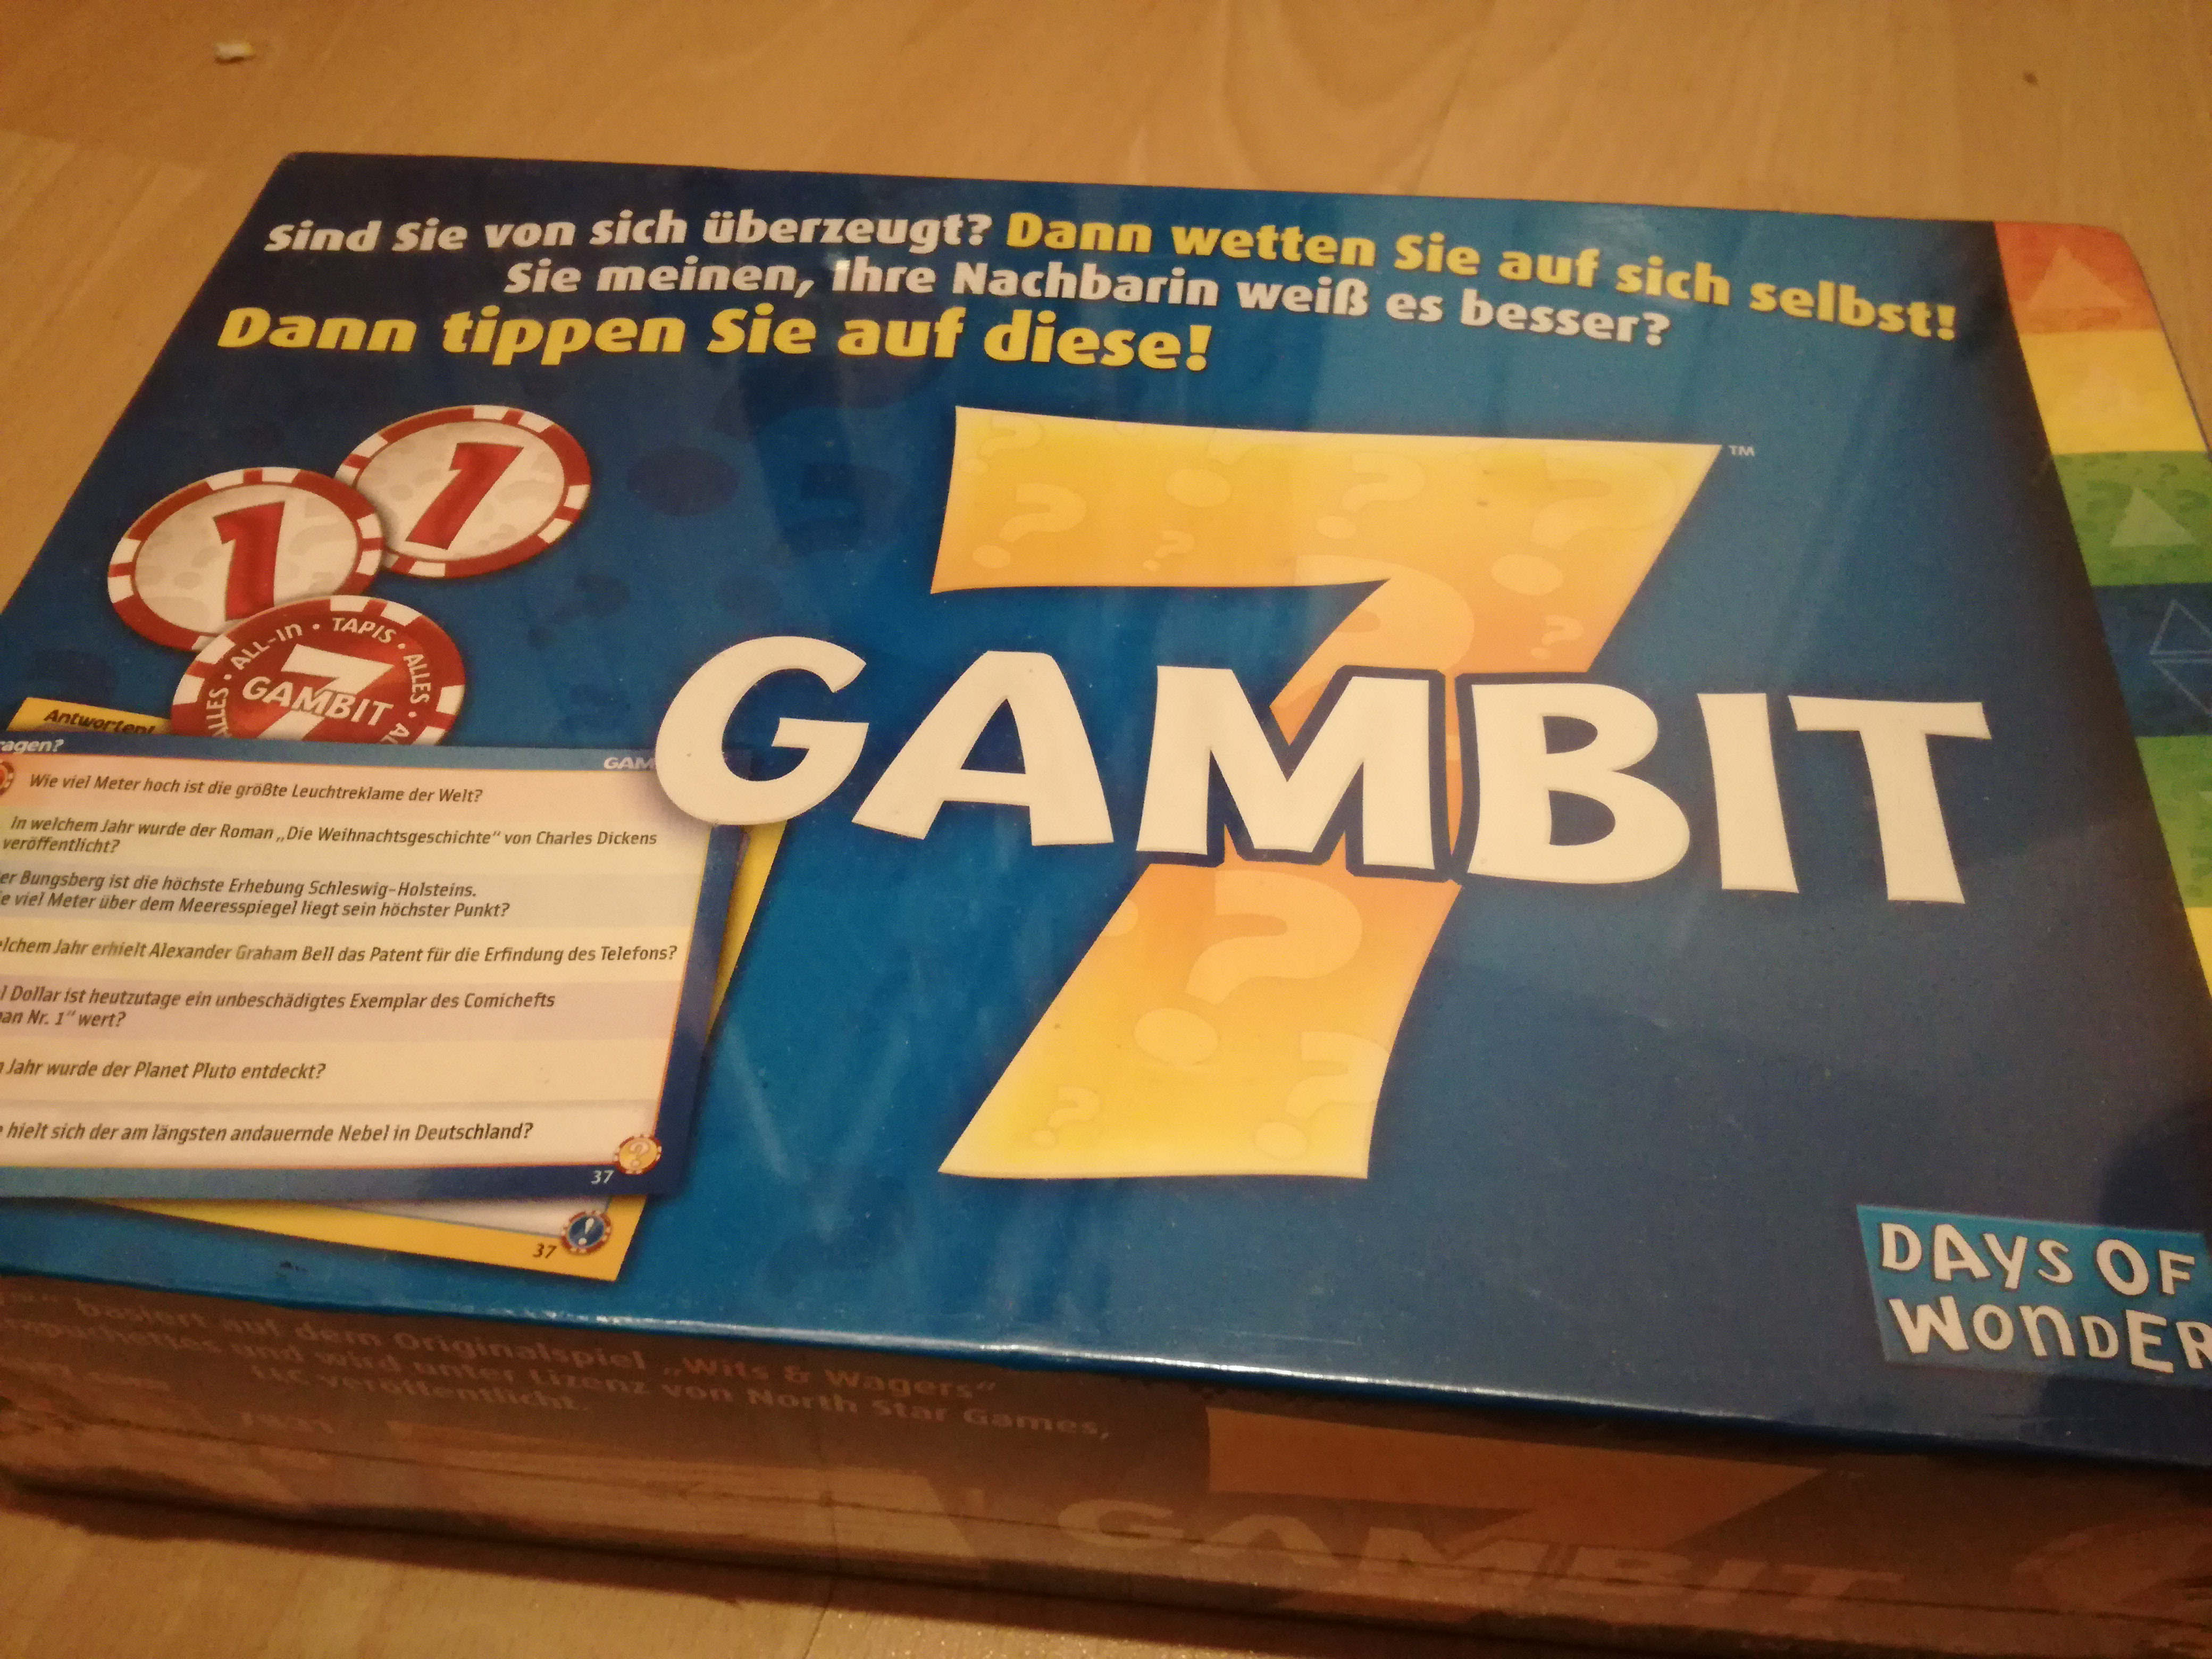 Sind Sie von sich überzeugt? Dann wetten Sie auf sich selbst!
Sie meinen, Ihre Nachbarin weiß es besser?
Dann tippen Sie auf diese!
1
1
ALLES · ALL-IN · TAPIS · ALLES
7
GAMBIT
7 TM
GAMBIT
Antworten!
GAM
Wie viel Meter hoch ist die größte Leuchtreklame der Welt?
In welchem Jahr wurde der Roman „Die Weihnachtsgeschichte“ von Charles Dickens
veröffentlicht?
Bungsberg ist die höchste Erhebung Schleswig-Holsteins.
viel Meter über dem Meeresspiegel liegt sein höchster Punkt?
Jahr erhielt Alexander Graham Bell das Patent für die Erfindung des Telefons?
Dollar ist heutzutage ein unbeschädigtes Exemplar des Comichefts
Nr. 1“ wert?
Jahr wurde der Planet Pluto entdeckt?
hielt sich der am längsten andauernde Nebel in Deutschland?
37
37
DAYS OF
WONDER
basiert auf dem Originalspiel „Wits & Wagers“
und wird unter Lizenz von North Star Games,
LLC veröffentlicht.
7
GAMBIT